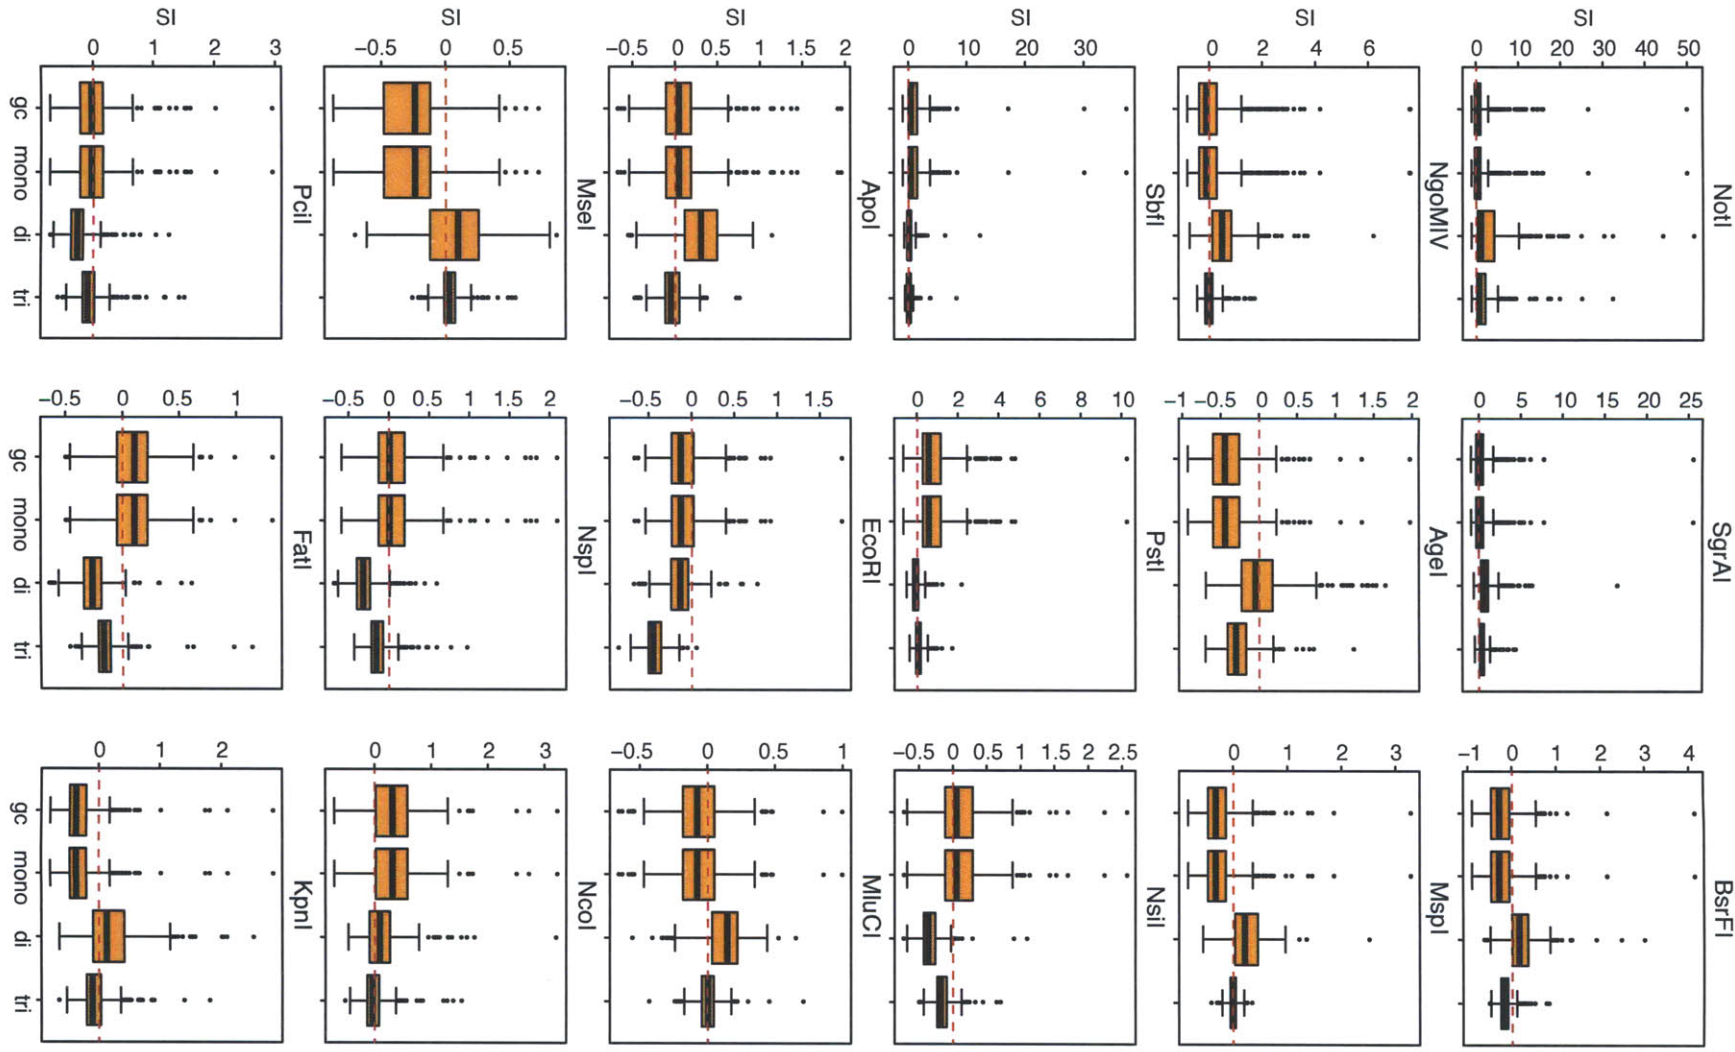 SI SI SI SI SI SI
0 1 2 3
−0.5 0 0.5
−0.5 0 0.5 1 1.5 2
0 10 20 30
0 2 4 6
0 10 20 30 40 50
gc mono di tri
PciI
MseI
ApoI
SbfI
NgoMIV
NotI
−0.5 0 0.5 1
−0.5 0 0.5 1 1.5 2
−0.5 0 0.5 1 1.5
0 2 4 6 8 10
−1 −0.5 0 0.5 1 1.5 2
0 5 10 15 20 25
gc mono di tri
FatI
NspI
EcoRI
PstI
AgeI
SgrAI
0 1 2
0 1 2 3
−0.5 0 0.5 1
−0.5 0 0.5 1 1.5 2 2.5
0 1 2 3
−1 0 1 2 3 4
gc mono di tri
KpnI
NcoI
MluCI
NsiI
MspI
BsrFI